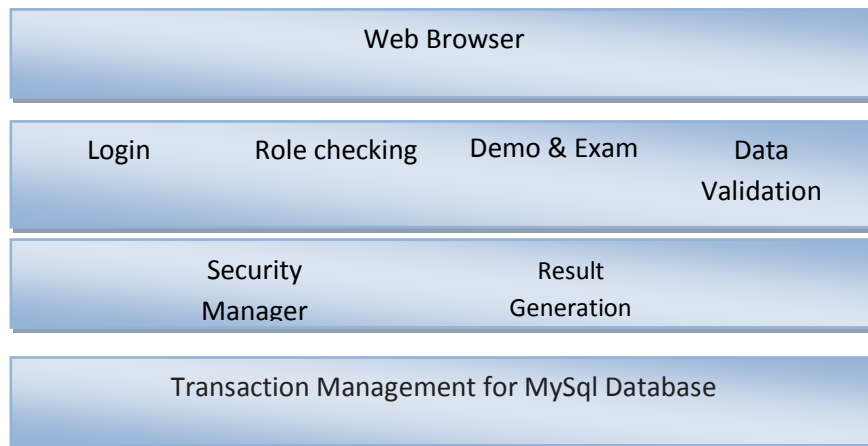 Web Browser
Login Role checking Demo & Exam Data
Validation
Security Result
Manager Generation
Transaction Management for MySql Database